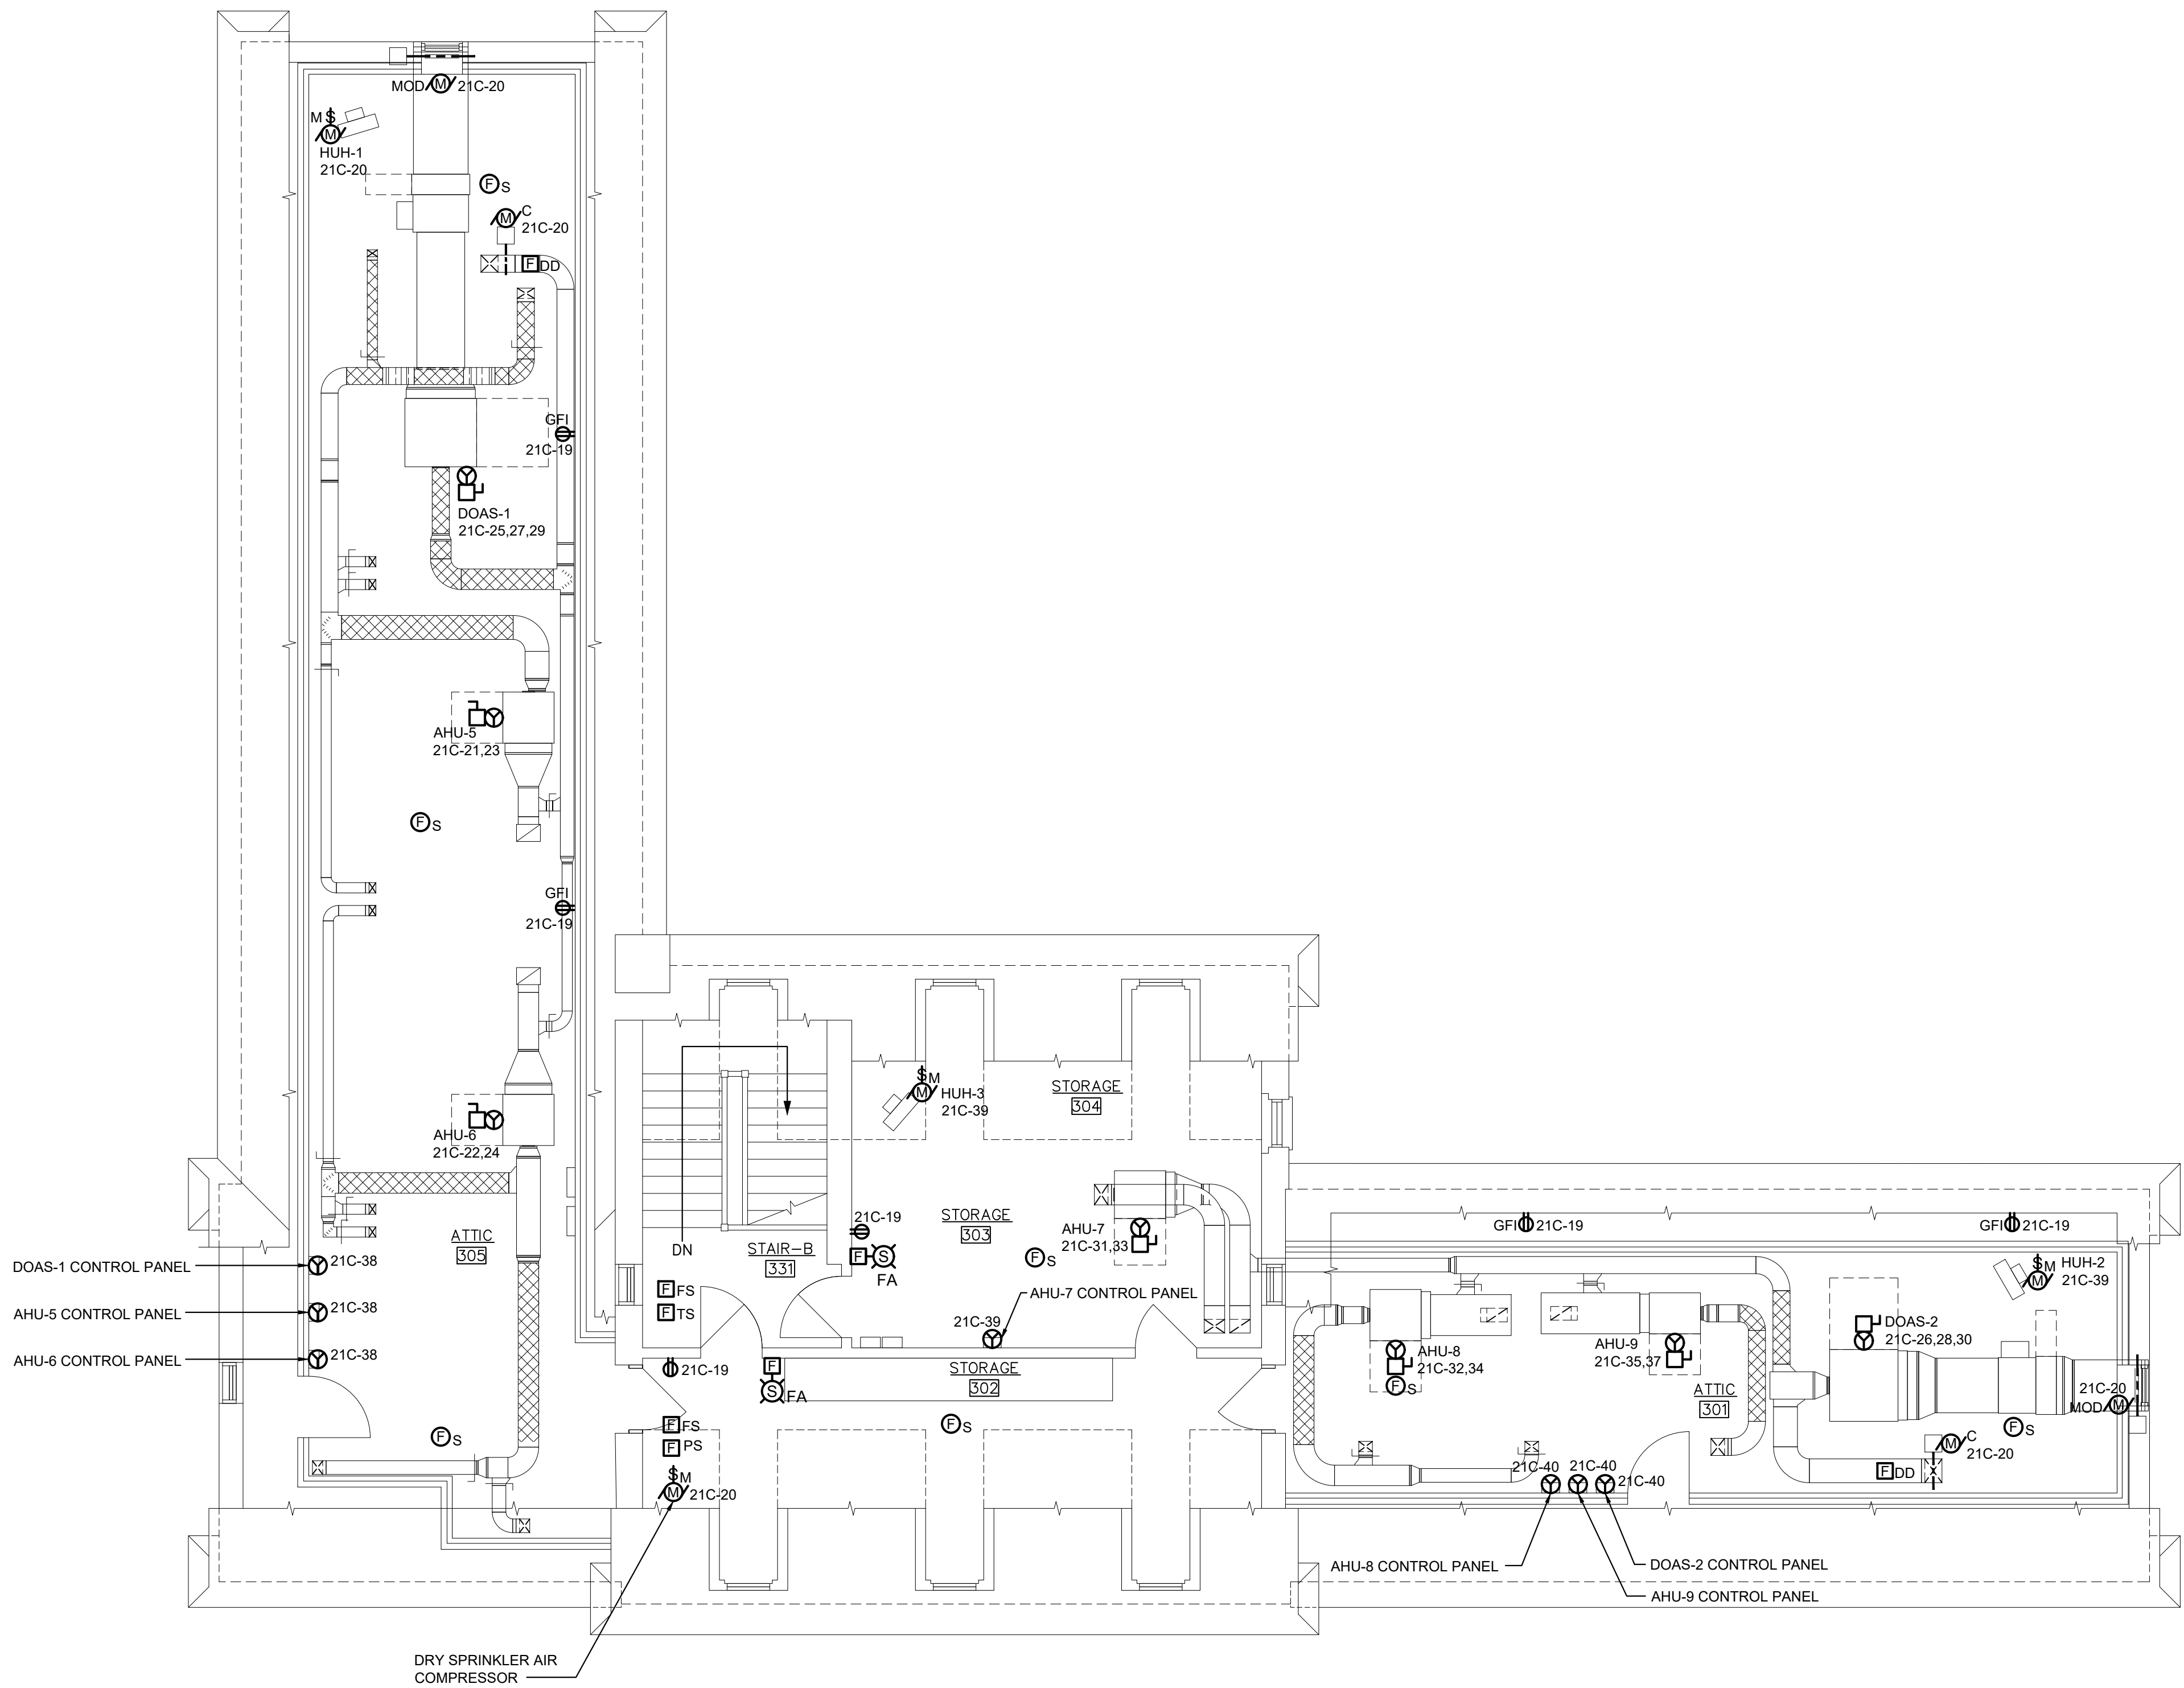 MOD M 21C-20
M $
M
HUH-1
21C-20
F S
M C
21C-20
F DD
GFI
21C-19
DOAS-1
21C-25,27,29
AHU-5
21C-21,23
F S
GFI
21C-19
AHU-6
21C-22,24
ATTIC
305
DOAS-1 CONTROL PANEL
21C-38
AHU-5 CONTROL PANEL
21C-38
AHU-6 CONTROL PANEL
21C-38
F S
DN
STAIR-B
331
F FS
F TS
21C-19
F S
FA
$ M
M HUH-3
21C-39
STORAGE
304
STORAGE
303
F S
AHU-7
21C-31,33
AHU-7 CONTROL PANEL
21C-39
21C-19
F
S FA
STORAGE
302
F S
F FS
F PS
$ M
M 21C-20
DRY SPRINKLER AIR
COMPRESSOR
GFI 21C-19
GFI 21C-19
$ M HUH-2
M 21C-39
AHU-8
21C-32,34
F S
AHU-9
21C-35,37
ATTIC
301
DOAS-2
21C-26,28,30
21C-20
MOD M
F S
M C
21C-20
F DD
21C-40
21C-40
21C-40
AHU-8 CONTROL PANEL
DOAS-2 CONTROL PANEL
AHU-9 CONTROL PANEL